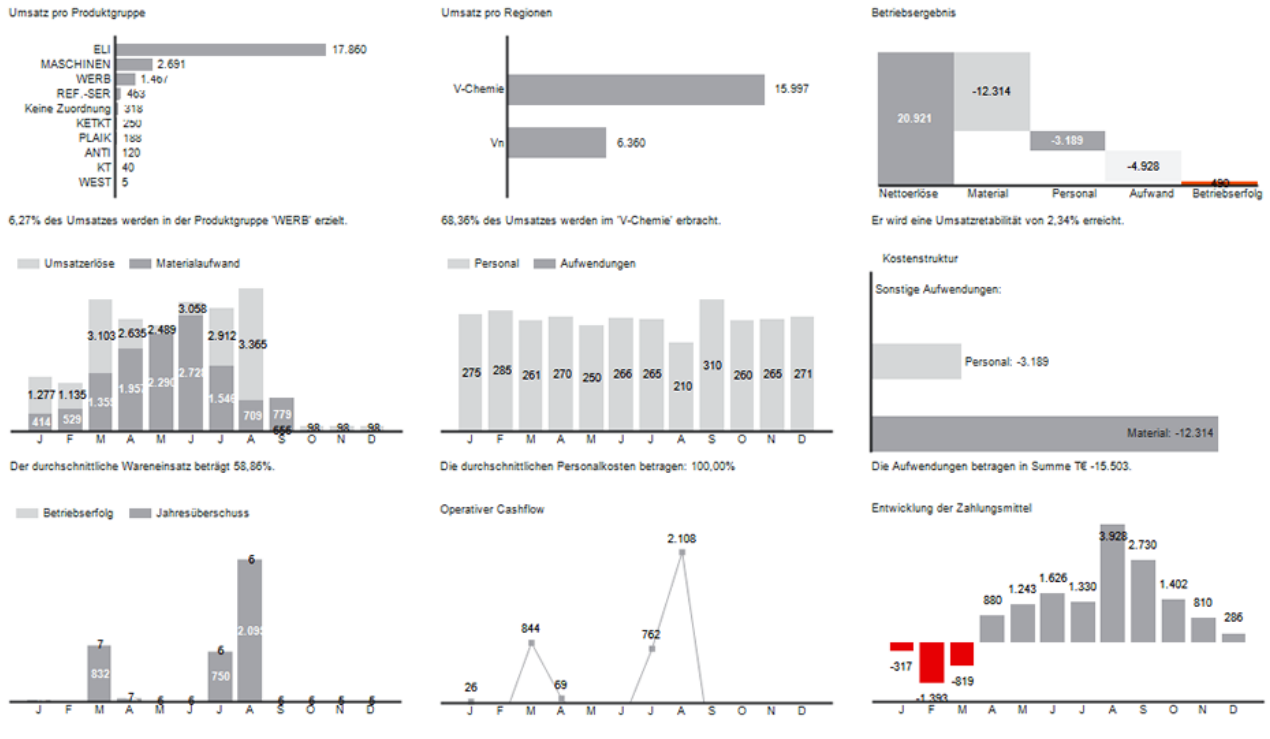 Umsatz pro Produktgruppe
ELI 17.860
MASCHINEN 2.691
WERB 1.467
REF.-SER 463
Keine Zuordnung 318
KETKT 250
PLAIK 188
ANTI 120
KT 40
WEST 5
6,27% des Umsatzes werden in der Produktgruppe 'WERB' erzielt.
Umsatz pro Regionen
V-Chemie 15.997
Vn 6.360
68,36% des Umsatzes werden im 'V-Chemie' erbracht.
Betriebsergebnis
20.921 -12.314 -3.189 -4.928 490
Nettoerlöse Material Personal Aufwand Betriebserfolg
Er wird eine Umsatzretabilität von 2,34% erreicht.
Umsatzerlöse Materialaufwand
1.277 1.135 3.103 2.635 2.489 3.058 2.912 3.365 656 98 98 98
414 529 1.355 1.957 2.290 2.728 1.546 709 779
J F M A M J J A S O N D
Der durchschnittliche Wareneinsatz beträgt 58,86%.
Personal Aufwendungen
275 285 261 270 250 266 265 210 310 260 265 271
J F M A M J J A S O N D
Die durchschnittlichen Personalkosten betragen: 100,00%
Kostenstruktur
Sonstige Aufwendungen:
Personal: -3.189
Material: -12.314
Die Aufwendungen betragen in Summe T€ -15.503.
Betriebserfolg Jahresüberschuss
7 7 6 6 6 6
832 750
J F M A M J J A S O N D
Operativer Cashflow
26 844 69 762 2.108
J F M A M J J A S O N D
Entwicklung der Zahlungsmittel
-317 -1.393 -819 880 1.243 1.626 1.330 3.928 2.730 1.402 810 286
J F M A M J J A S O N D